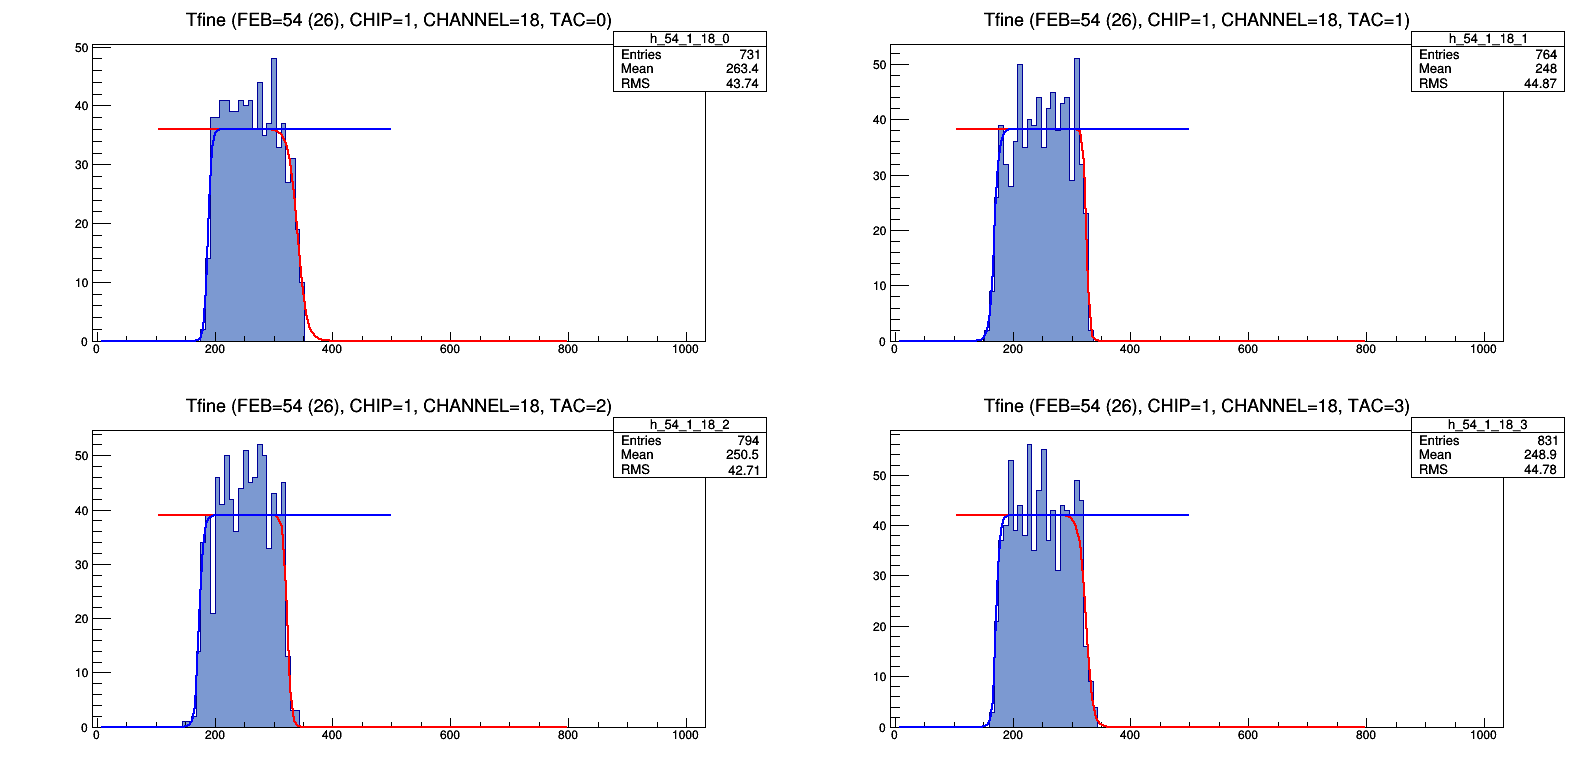 Tfine (FEB=54 (26), CHIP=1, CHANNEL=18, TAC=0)
h_54_1_18_0
Entries 731
Mean 263.4
RMS 43.74
50
40
30
20
10
0
0 200 400 600 800 1000
Tfine (FEB=54 (26), CHIP=1, CHANNEL=18, TAC=1)
h_54_1_18_1
Entries 764
Mean 248
RMS 44.87
50
40
30
20
10
0
0 200 400 600 800 1000
Tfine (FEB=54 (26), CHIP=1, CHANNEL=18, TAC=2)
h_54_1_18_2
Entries 794
Mean 250.5
RMS 42.71
50
40
30
20
10
0
0 200 400 600 800 1000
Tfine (FEB=54 (26), CHIP=1, CHANNEL=18, TAC=3)
h_54_1_18_3
Entries 831
Mean 248.9
RMS 44.78
50
40
30
20
10
0
0 200 400 600 800 1000